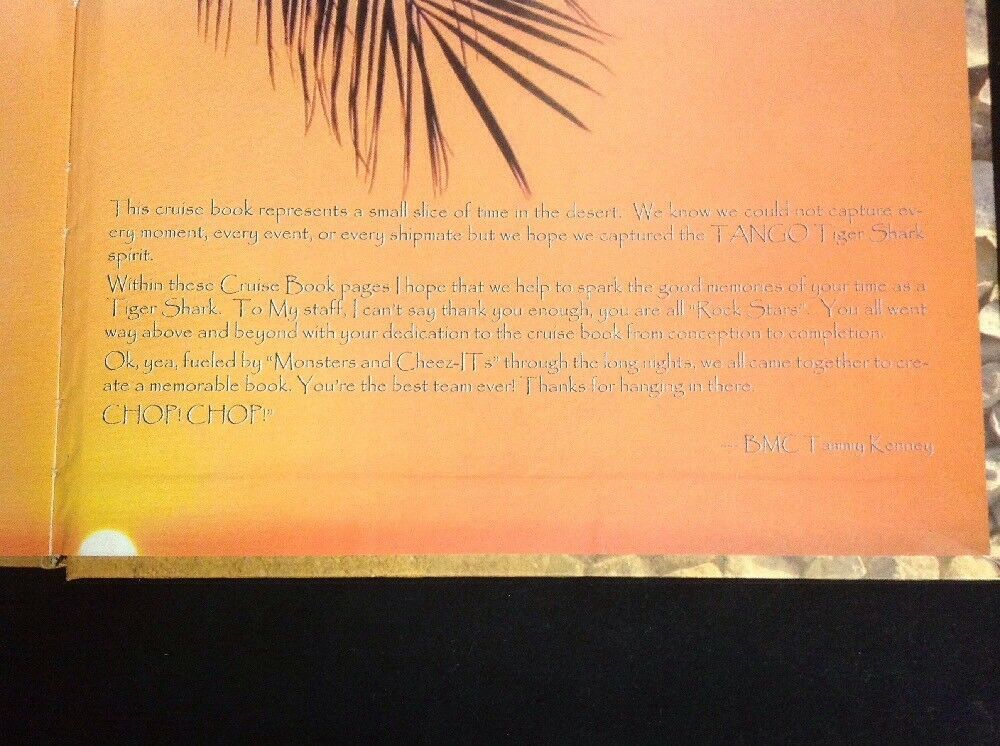 This cruise book represents a small slice of time in the desert. We know we could not capture ev-
ery moment, every event, or every shipmate but we hope we captured the TANGO Tiger Shark
spirit.
Within these Cruise Book pages I hope that we help to spark the good memories of your time as a
Tiger Shark. To My staff, I can't say thank you enough, you are all "Rock Stars". You all went
way above and beyond with your dedication to the cruise book from conception to completion.
Ok, yea, fueled by "Monsters and Cheez-ITs" through the long nights, we all came together to cre-
ate a memorable book. You're the best team ever! Thanks for hanging in there.
CHOP! CHOP!"
---- BMC Tammy